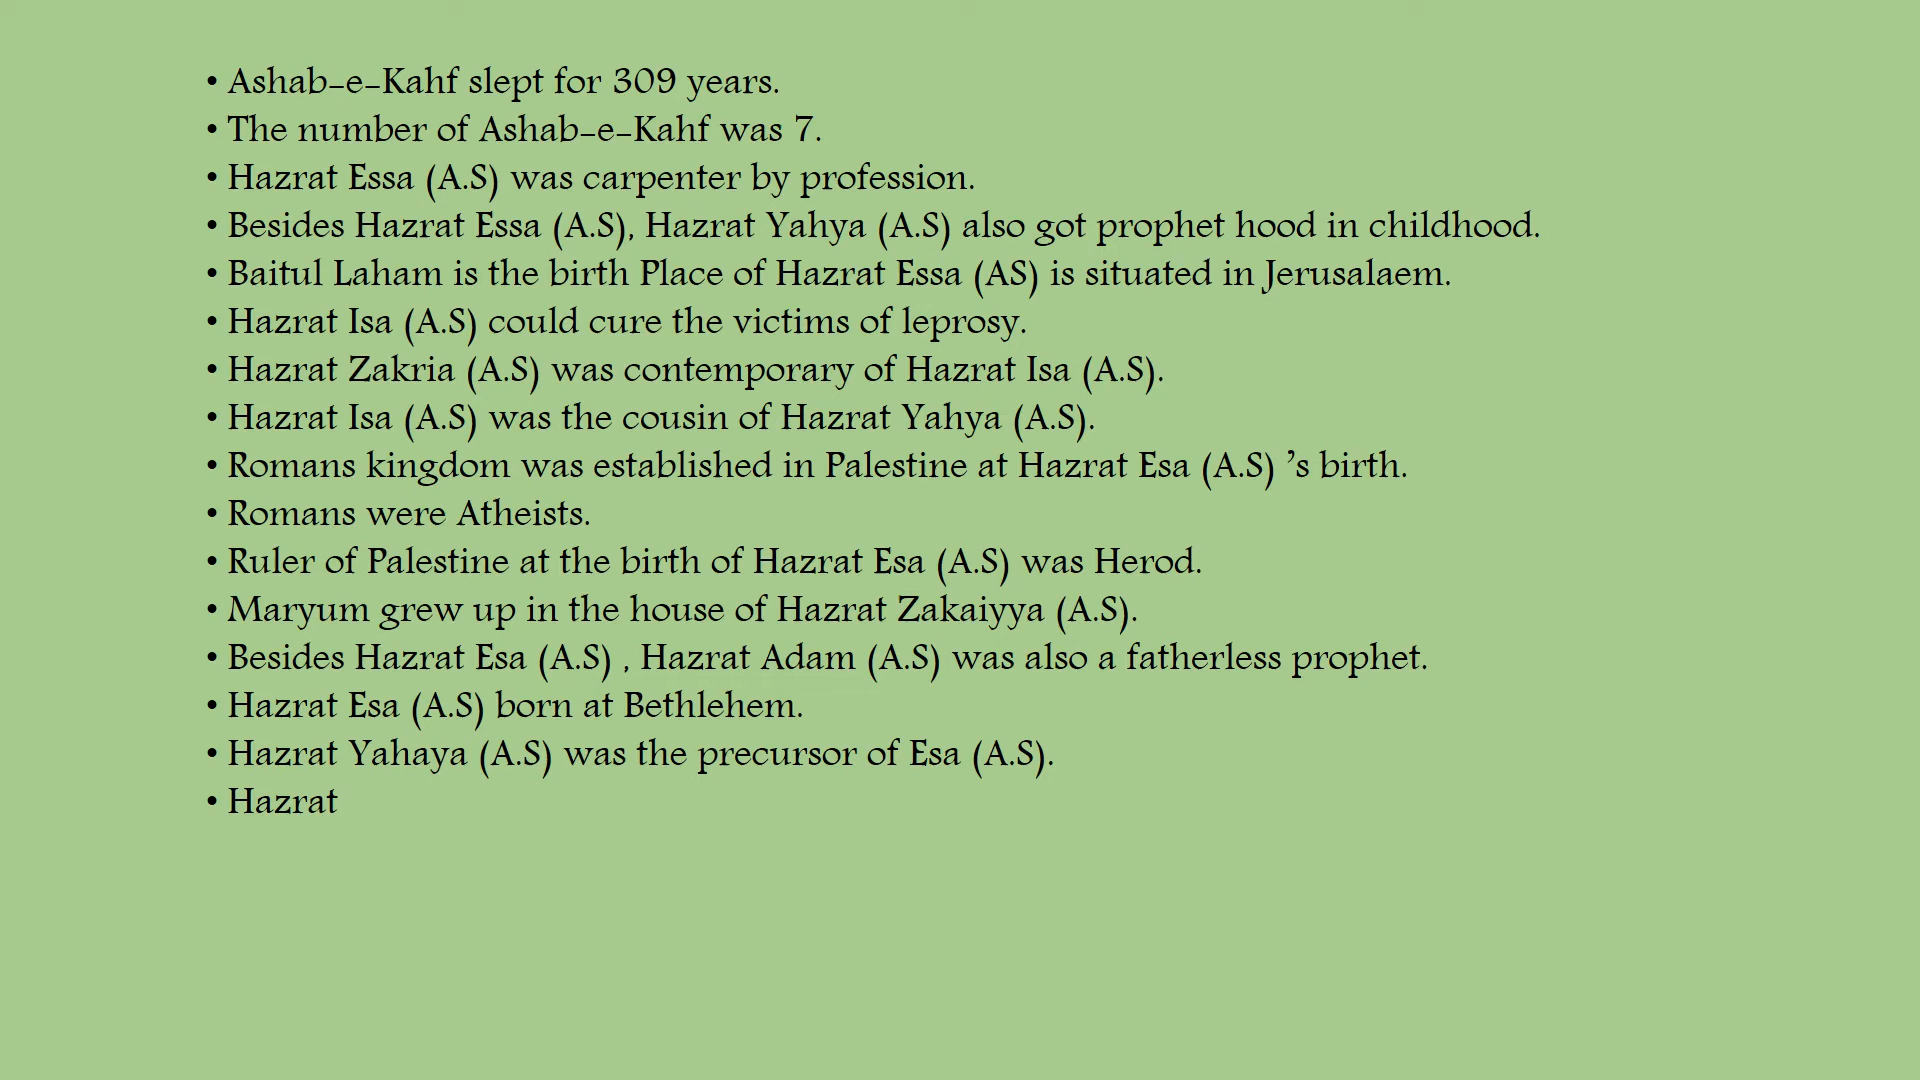 • Ashab-e-Kahf slept for 309 years.
• The number of Ashab-e-Kahf was 7.
• Hazrat Essa (A.S) was carpenter by profession.
• Besides Hazrat Essa (A.S), Hazrat Yahya (A.S) also got prophet hood in childhood.
• Baitul Laham is the birth Place of Hazrat Essa (AS) is situated in Jerusalaem.
• Hazrat Isa (A.S) could cure the victims of leprosy.
• Hazrat Zakria (A.S) was contemporary of Hazrat Isa (A.S).
• Hazrat Isa (A.S) was the cousin of Hazrat Yahya (A.S).
• Romans kingdom was established in Palestine at Hazrat Esa (A.S) ’s birth.
• Romans were Atheists.
• Ruler of Palestine at the birth of Hazrat Esa (A.S) was Herod.
• Maryum grew up in the house of Hazrat Zakaiyya (A.S).
• Besides Hazrat Esa (A.S) , Hazrat Adam (A.S) was also a fatherless prophet.
• Hazrat Esa (A.S) born at Bethlehem.
• Hazrat Yahaya (A.S) was the precursor of Esa (A.S).
• Hazrat